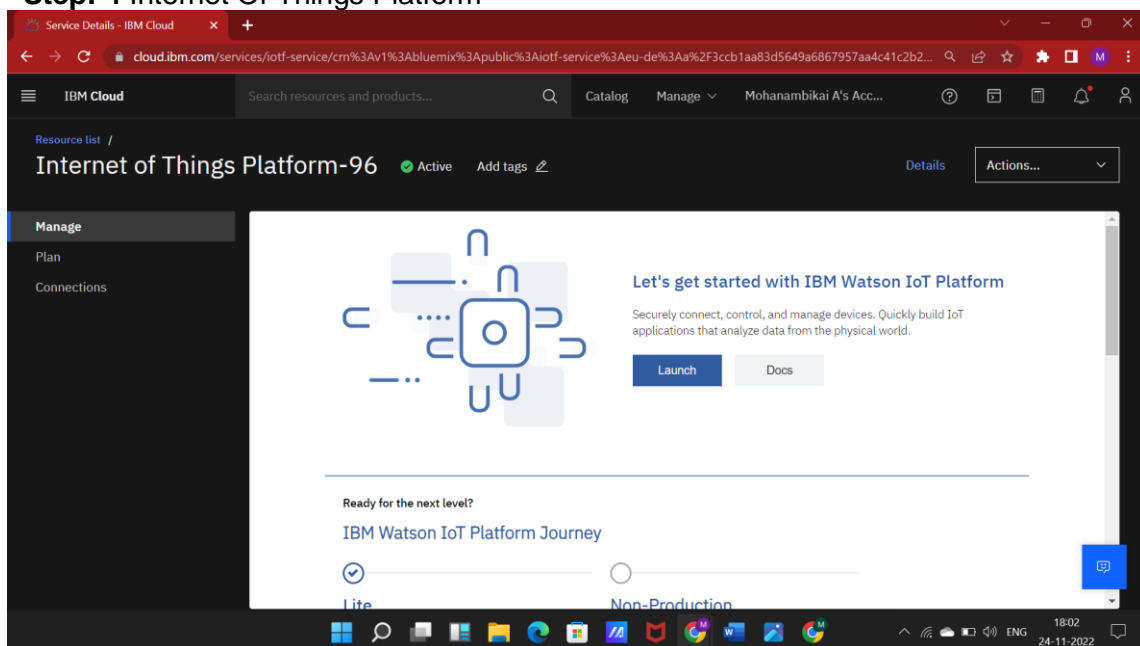 Step: 4 Internet Of Things Platform
Service Details - IBM Cloud
cloud.ibm.com/services/iotf-service/crn%3Av1%3Abluemix%3Apublic%3Aiotf-service%3Aeu-de%3Aa%2F3ccb1aa83d5649a6867957aa4c41c2b2...
M
IBM Cloud
Search resources and products...
Catalog
Manage
Mohanambikai A's Acc...
Resource list /
Internet of Things Platform-96
Active
Add tags
Details
Actions...
Manage
Plan
Connections
Let's get started with IBM Watson IoT Platform
Securely connect, control, and manage devices. Quickly build IoT
applications that analyze data from the physical world.
Launch
Docs
Ready for the next level?
IBM Watson IoT Platform Journey
Lite
Non-Production
ENG
18:02
24-11-2022